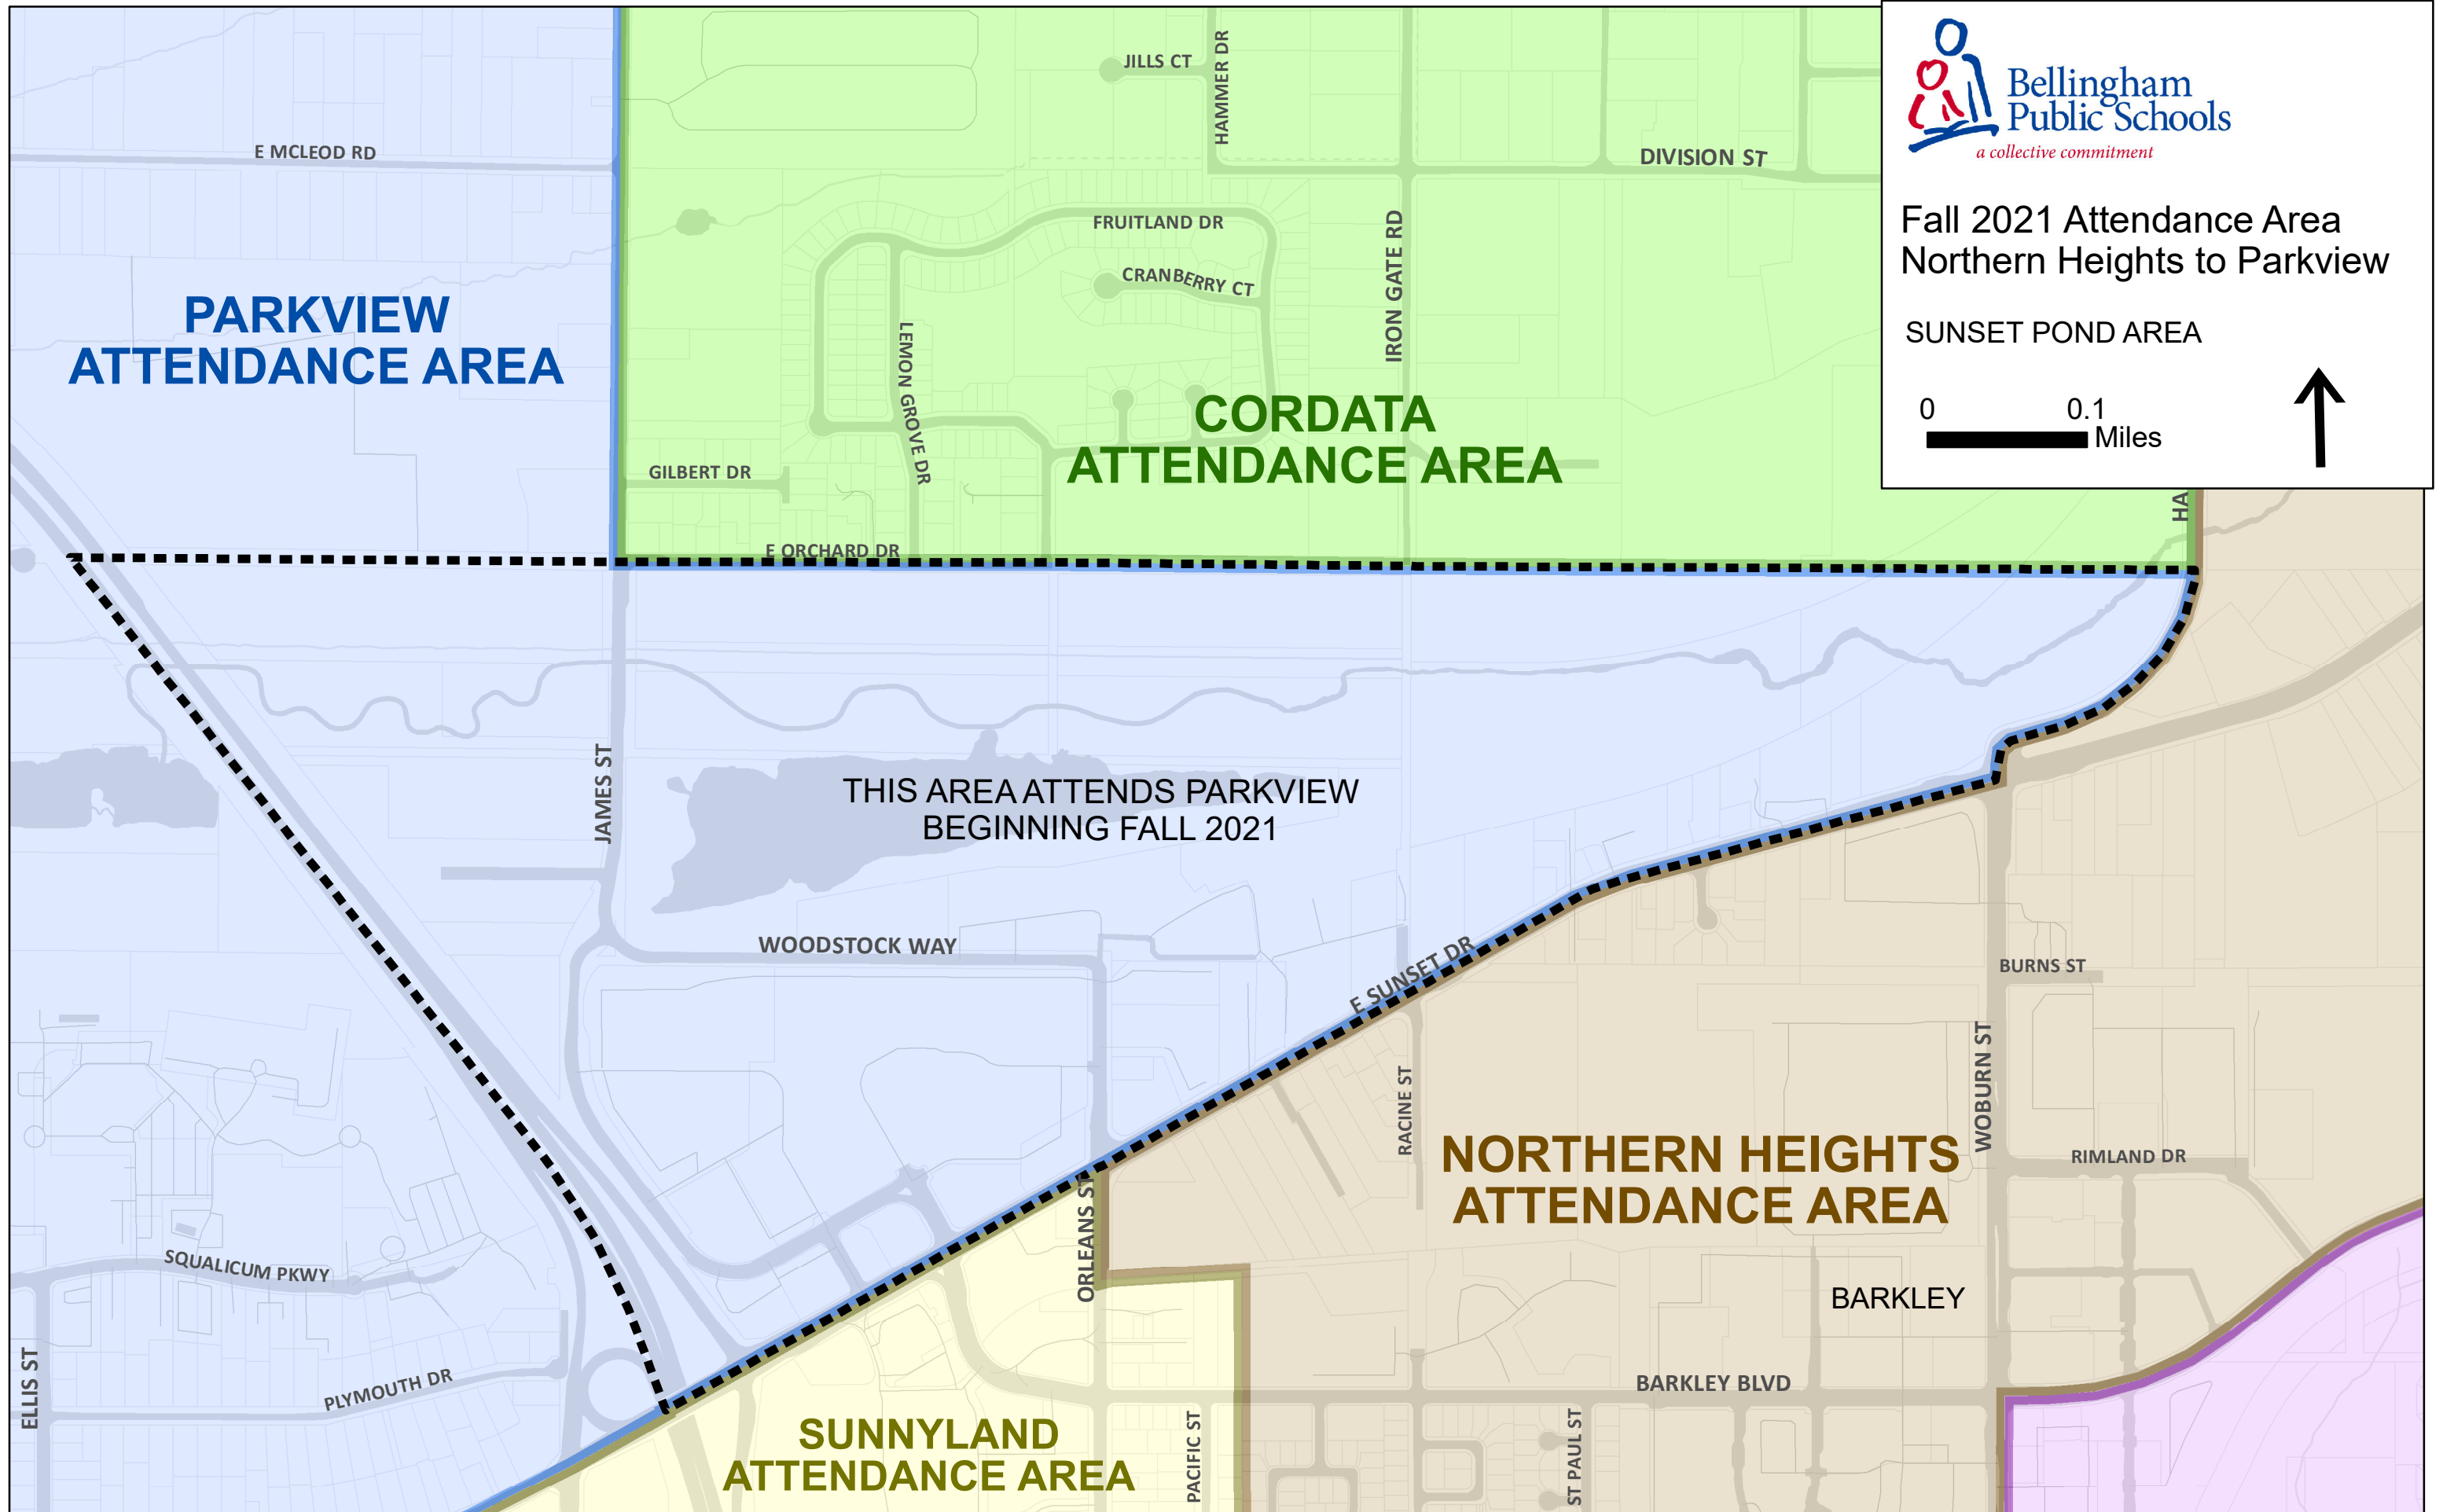 Bellingham
Public Schools
a collective commitment
Fall 2021 Attendance Area
Northern Heights to Parkview
SUNSET POND AREA
0 0.1
Miles
JILLS CT
HAMMER DR
E MCLEOD RD
DIVISION ST
FRUITLAND DR
IRON GATE RD
CRANBERRY CT
PARKVIEW
ATTENDANCE AREA
LEMON GROVE DR
CORDATA
ATTENDANCE AREA
GILBERT DR
HA
E ORCHARD DR
JAMES ST
THIS AREA ATTENDS PARKVIEW
BEGINNING FALL 2021
WOODSTOCK WAY
E SUNSET DR
BURNS ST
WOBURN ST
RACINE ST
NORTHERN HEIGHTS
ATTENDANCE AREA
RIMLAND DR
ORLEANS ST
SQUALICUM PKWY
BARKLEY
ELLIS ST
PLYMOUTH DR
BARKLEY BLVD
SUNNYLAND
ATTENDANCE AREA
PACIFIC ST
ST PAUL ST